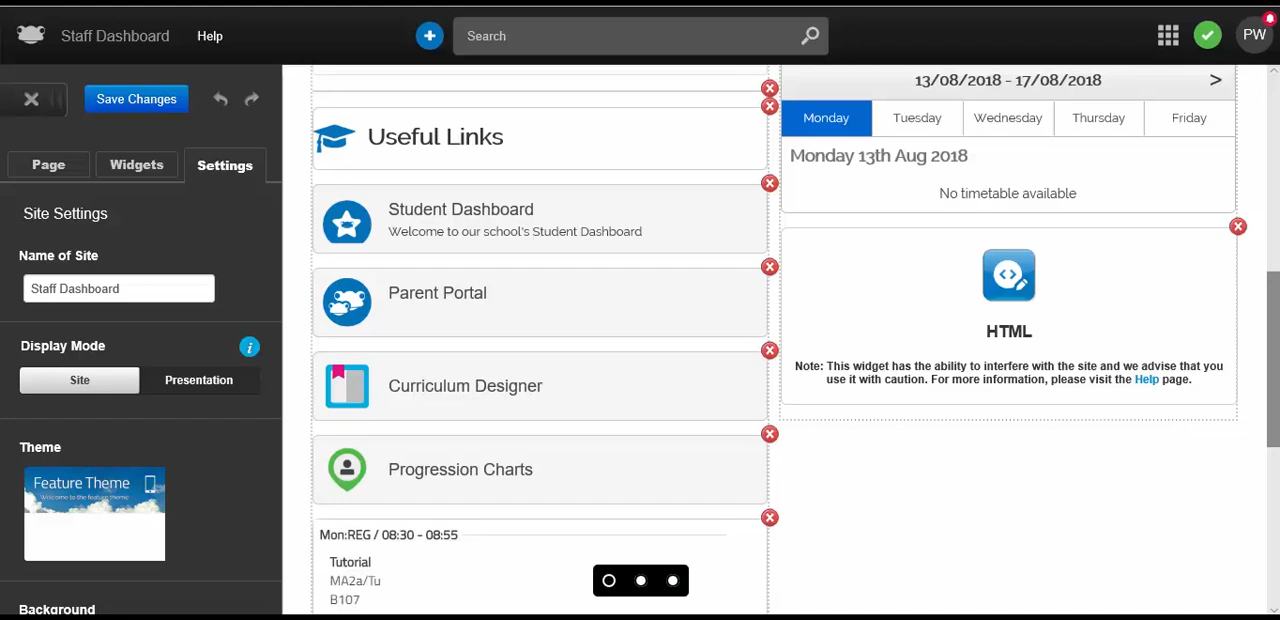 Staff Dashboard
Help
Search
PW
Save Changes
Page
Widgets
Settings
Site Settings
Name of Site
Staff Dashboard
Display Mode
i
Site
Presentation
Theme
Feature Theme
Welcome to the feature theme
Background
Useful Links
Student Dashboard
Welcome to our school's Student Dashboard
Parent Portal
Curriculum Designer
Progression Charts
Mon:REG / 08:30 - 08:55
Tutorial
MA2a/Tu
B107
13/08/2018 - 17/08/2018
>
Monday
Tuesday
Wednesday
Thursday
Friday
Monday 13th Aug 2018
No timetable available
HTML
Note: This widget has the ability to interfere with the site and we advise that you
use it with caution. For more information, please visit the Help page.